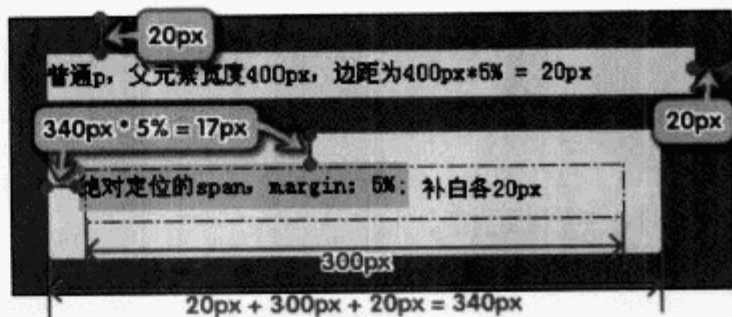 20px
普通p，父元素宽度400px，边距为400px*5% = 20px
340px * 5% = 17px
20px
绝对定位的span，margin: 5%; 补白各20px
300px
20px + 300px + 20px = 340px